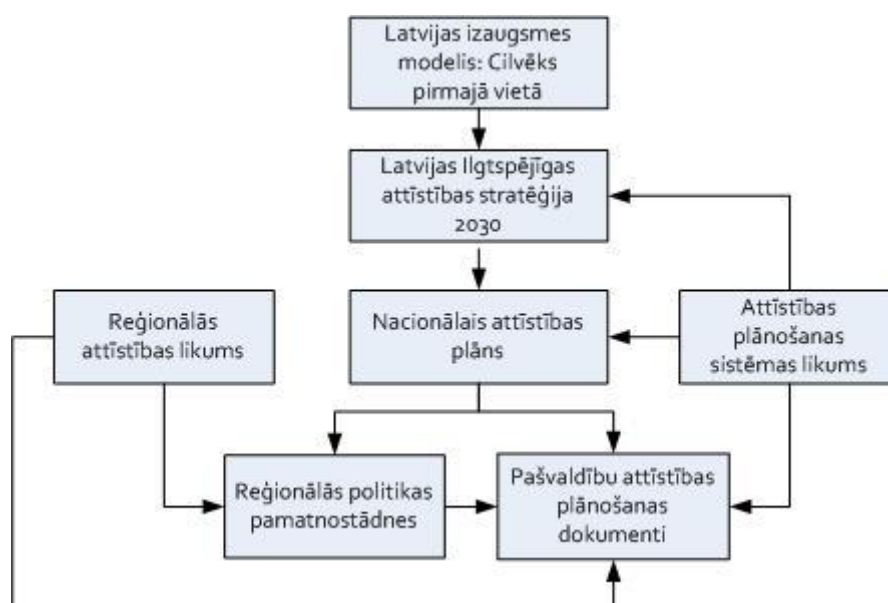 Latvijas izaugsmes
modelis: Cilvēks
pirmajā vietā
Latvijas Ilgtspējīgas
attīstības stratēģija
2030
Reģionālās
attīstības likums
Nacionālais attīstības
plāns
Attīstības
plānošanas
sistēmas likums
Reģionālās politikas
pamatnostādnes
Pašvaldību attīstības
plānošanas
dokumenti